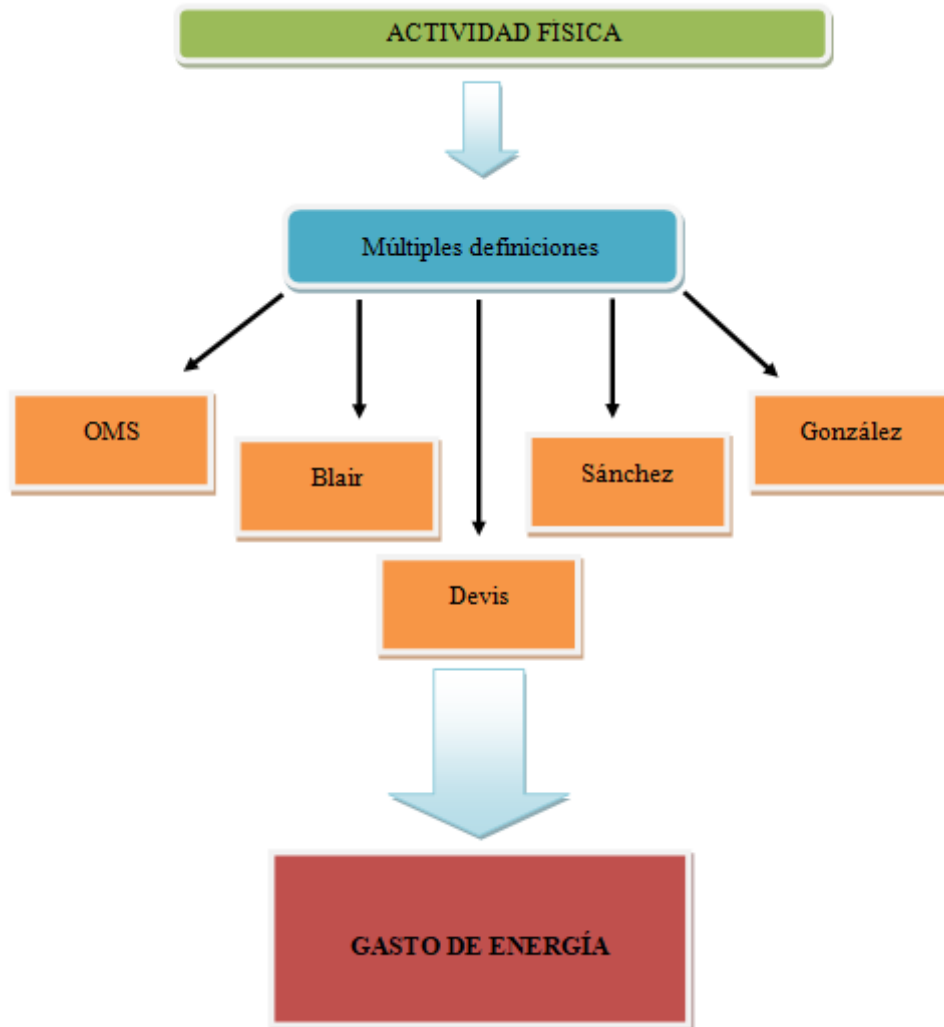 ACTIVIDAD FÍSICA
Múltiples definiciones
OMS
Blair
Devis
Sánchez
González
GASTO DE ENERGÍA